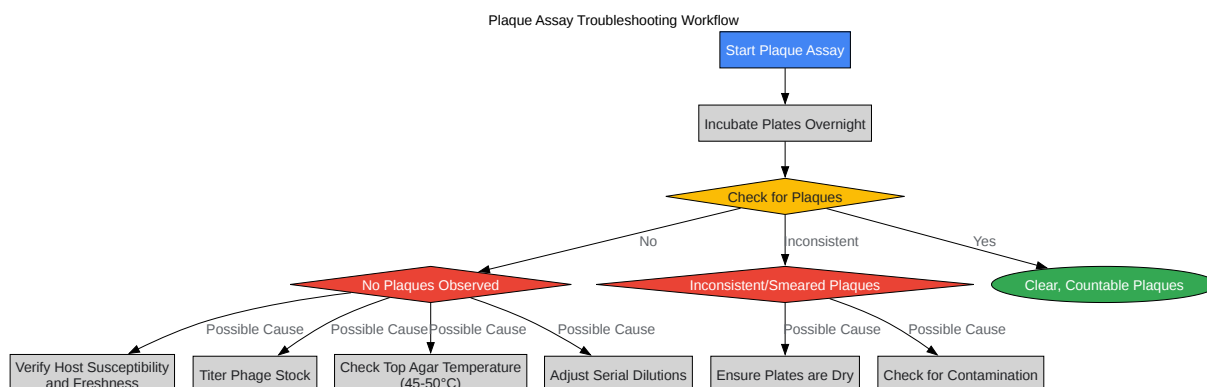 Plaque Assay Troubleshooting Workflow
Start Plaque Assay
Incubate Plates Overnight
Check for Plaques
No
Inconsistent
Yes
No Plaques Observed
Inconsistent/Smeared Plaques
Clear, Countable Plaques
Possible Cause
Possible Cause
Possible Cause
Possible Cause
Possible Cause
Possible Cause
Verify Host Susceptibility
and Freshness
Titer Phage Stock
Check Top Agar Temperature
(45-50°C)
Adjust Serial Dilutions
Ensure Plates are Dry
Check for Contamination